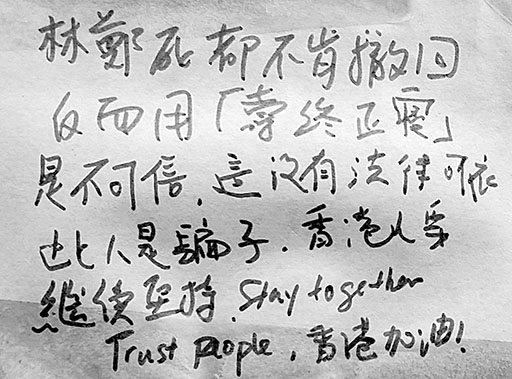 林鄭死都不肯撤回
反而用「壽終正寢」
是不可信,這沒有法律可依
此人是騙子,香港人要
繼續堅持,Stay together
Trust people,香港加油!